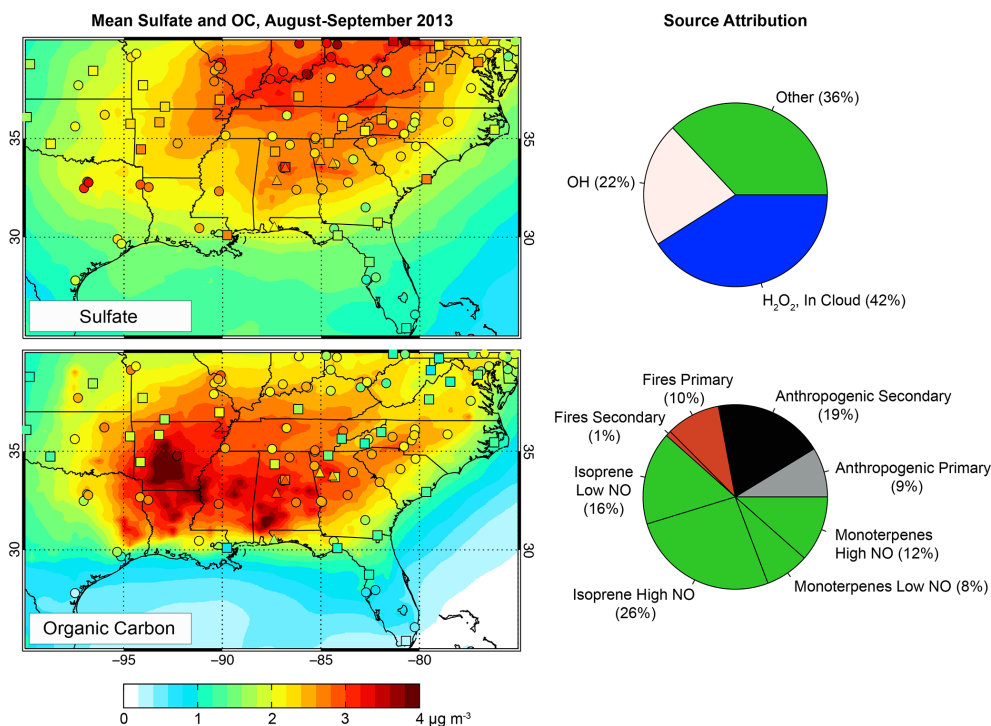 Mean Sulfate and OC, August-September 2013
Source Attribution
35
30
35
30
Sulfate
Other (36%)
OH (22%)
H₂O₂, In Cloud (42%)
35
30
35
30
Organic Carbon
−95
−90
−85
−80
0
1
2
3
4 µg m⁻³
Fires Primary
(10%)
Anthropogenic Secondary
(19%)
Fires Secondary
(1%)
Anthropogenic Primary
(9%)
Isoprene
Low NO
(16%)
Monoterpenes
High NO (12%)
Monoterpenes Low NO (8%)
Isoprene High NO
(26%)